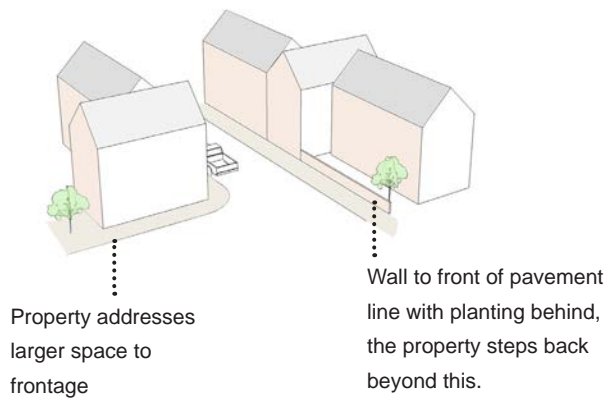 Property addresses
larger space to
frontage
Wall to front of pavement
line with planting behind,
the property steps back
beyond this.